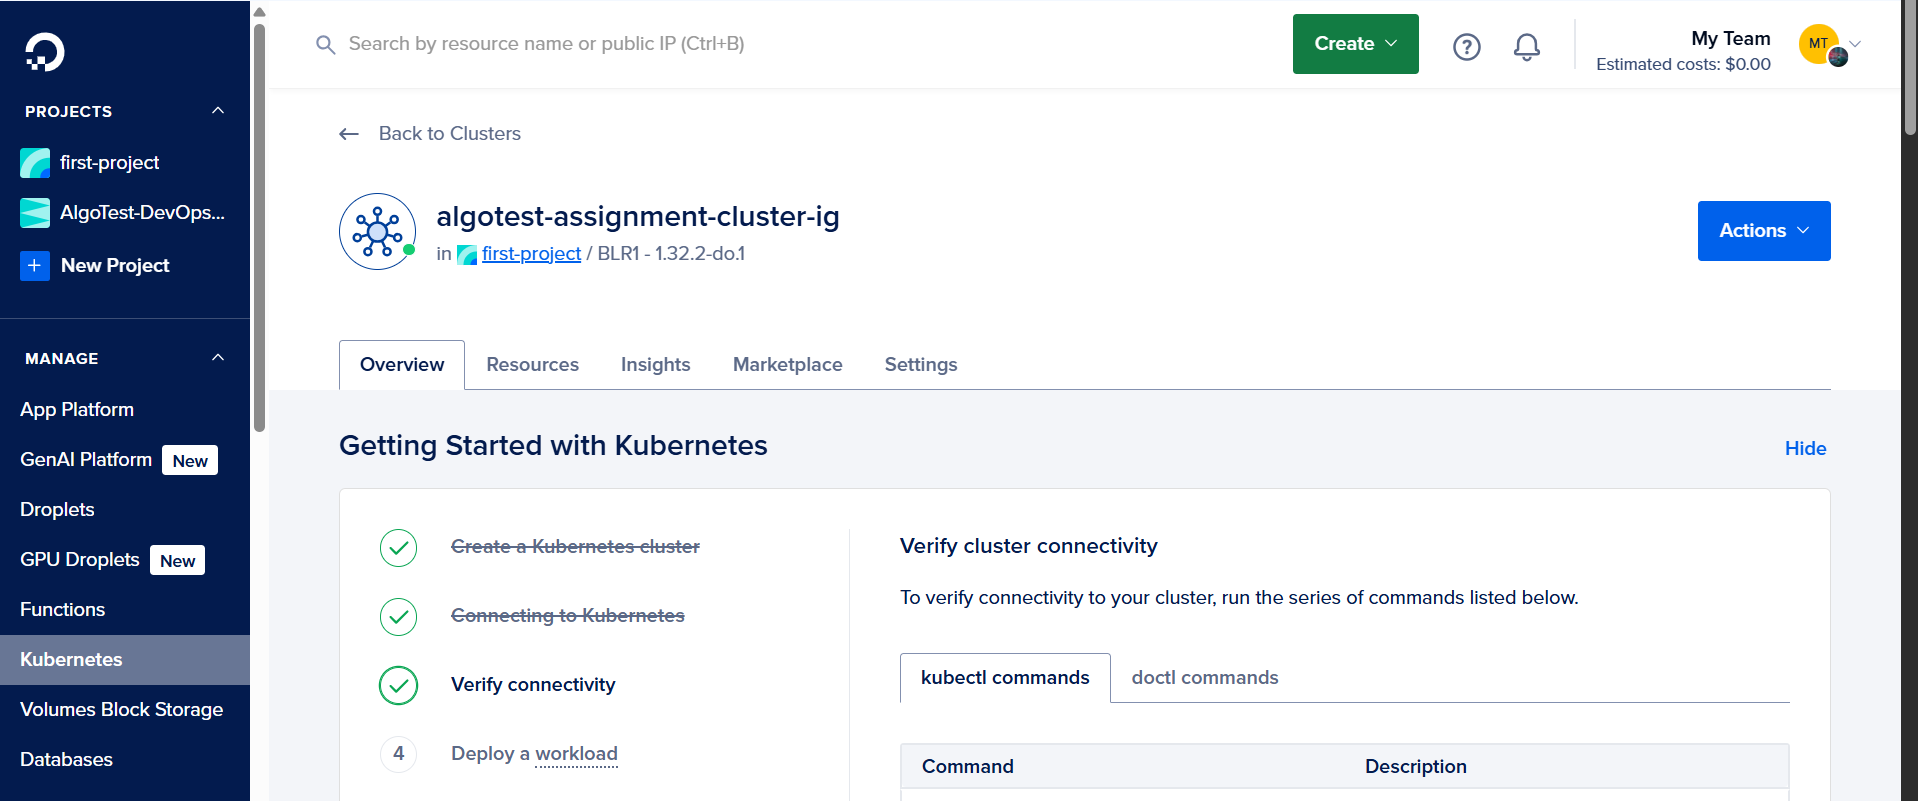 Search by resource name or public IP (Ctrl+B)
Create
?
My Team
Estimated costs: $0.00
MT
PROJECTS
first-project
AlgoTest-DevOps...
+ New Project
MANAGE
App Platform
GenAI Platform New
Droplets
GPU Droplets New
Functions
Kubernetes
Volumes Block Storage
Databases
Back to Clusters
algotest-assignment-cluster-ig
in first-project / BLR1 - 1.32.2-do.1
Actions
Overview Resources Insights Marketplace Settings
Getting Started with Kubernetes
Hide
Create a Kubernetes cluster
Connecting to Kubernetes
Verify connectivity
4 Deploy a workload
Verify cluster connectivity
To verify connectivity to your cluster, run the series of commands listed below.
kubectl commands doctl commands
Command Description